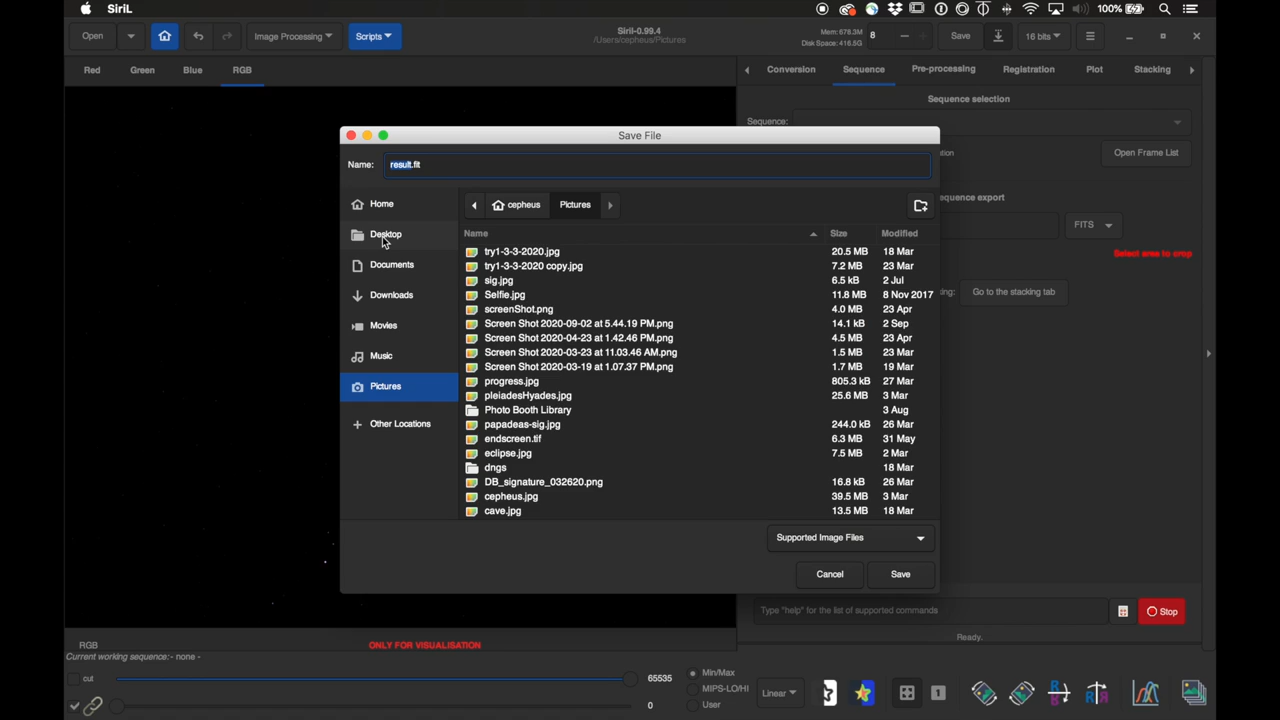 SiriL
100%
Open
Image Processing
Scripts
Siril-0.99.4
/Users/cepheus/Pictures
Mem: 678.3M
Disk Space: 416.5G
8
Save
16 bits
Red
Green
Blue
RGB
Conversion
Sequence
Pre-processing
Registration
Plot
Stacking
Sequence selection
Sequence:
Open Frame List
FITS
Select area to crop
Go to the stacking tab
Save File
Name:
result.fit
Home
Desktop
Documents
Downloads
Movies
Music
Pictures
Other Locations
cepheus
Pictures
Name
Size
Modified
try1-3-3-2020.jpg 20.5 MB 18 Mar
try1-3-3-2020 copy.jpg 7.2 MB 23 Mar
sig.jpg 6.5 kB 2 Jul
Selfie.jpg 11.8 MB 8 Nov 2017
screenShot.png 4.0 MB 23 Apr
Screen Shot 2020-09-02 at 5.44.19 PM.png 14.1 kB 2 Sep
Screen Shot 2020-04-23 at 1.42.46 PM.png 4.5 MB 23 Apr
Screen Shot 2020-03-23 at 11.03.46 AM.png 1.5 MB 23 Mar
Screen Shot 2020-03-19 at 1.07.37 PM.png 1.7 MB 19 Mar
progress.jpg 805.3 kB 27 Mar
pleiadesHyades.jpg 25.6 MB 3 Mar
Photo Booth Library 3 Aug
papadeas-sig.jpg 244.0 kB 26 Mar
endscreen.tif 6.3 MB 31 May
eclipse.jpg 7.5 MB 2 Mar
dngs 18 Mar
DB_signature_032620.png 16.8 kB 26 Mar
cepheus.jpg 39.5 MB 3 Mar
cave.jpg 13.5 MB 18 Mar
Supported Image Files
Cancel
Save
Type "help" for the list of supported commands
Stop
Ready.
RGB
ONLY FOR VISUALISATION
Current working sequence:- none -
cut
65535
0
Min/Max
MIPS-LO/HI
User
Linear